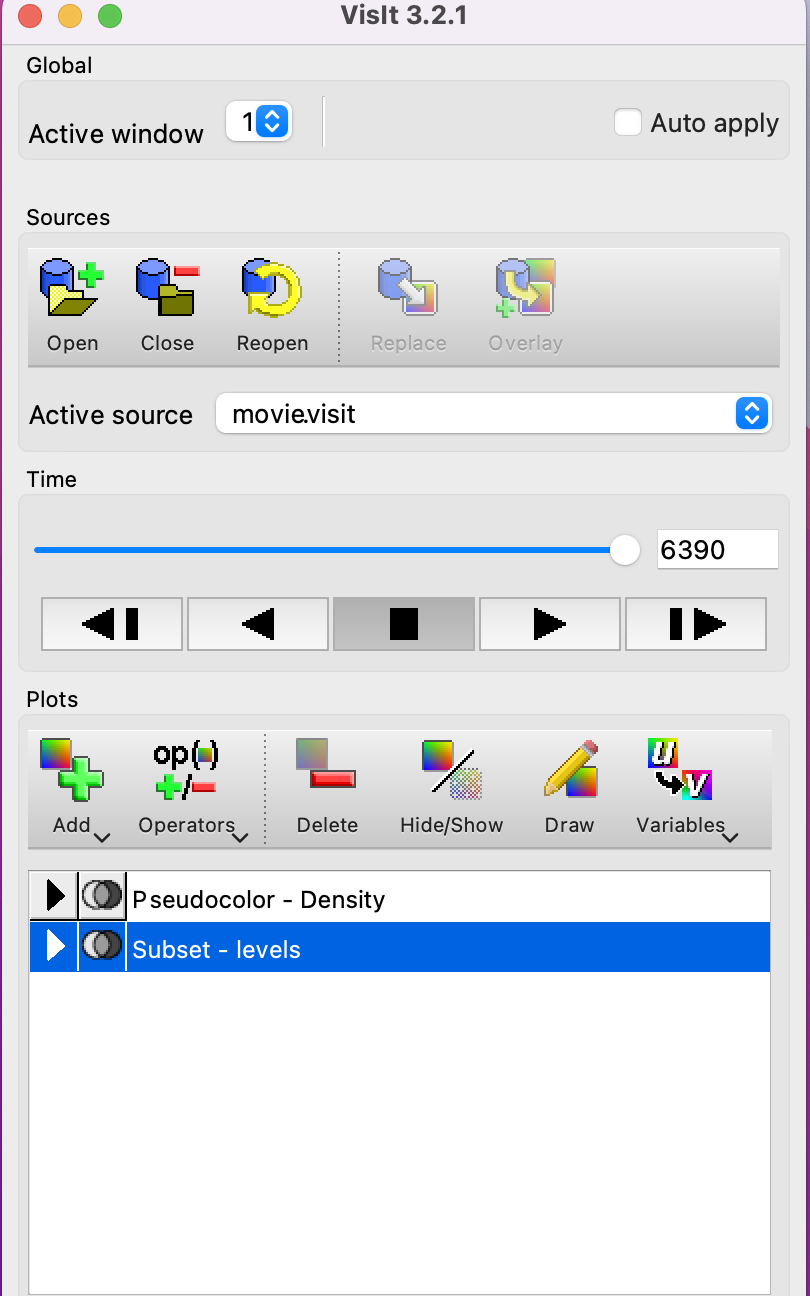 VisIt 3.2.1
Global
Active window 1 Auto apply
Sources
Open Close Reopen Replace Overlay
Active source movie.visit
Time
6390
Plots
op( )
+/-
u
v
Add Operators Delete Hide/Show Draw Variables
Pseudocolor - Density
Subset - levels